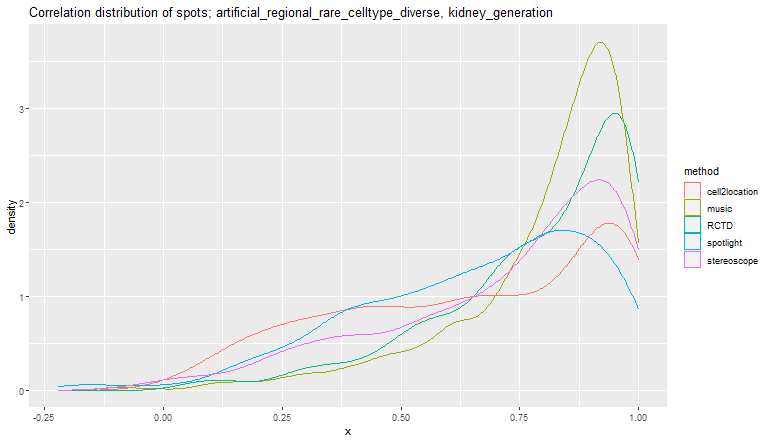 Correlation distribution of spots; artificial_regional_rare_celltype_diverse, kidney_generation
3
2
1
0
density
-0.25
0.00
0.25
0.50
0.75
1.00
x
method
cell2location
music
RCTD
spotlight
stereoscope